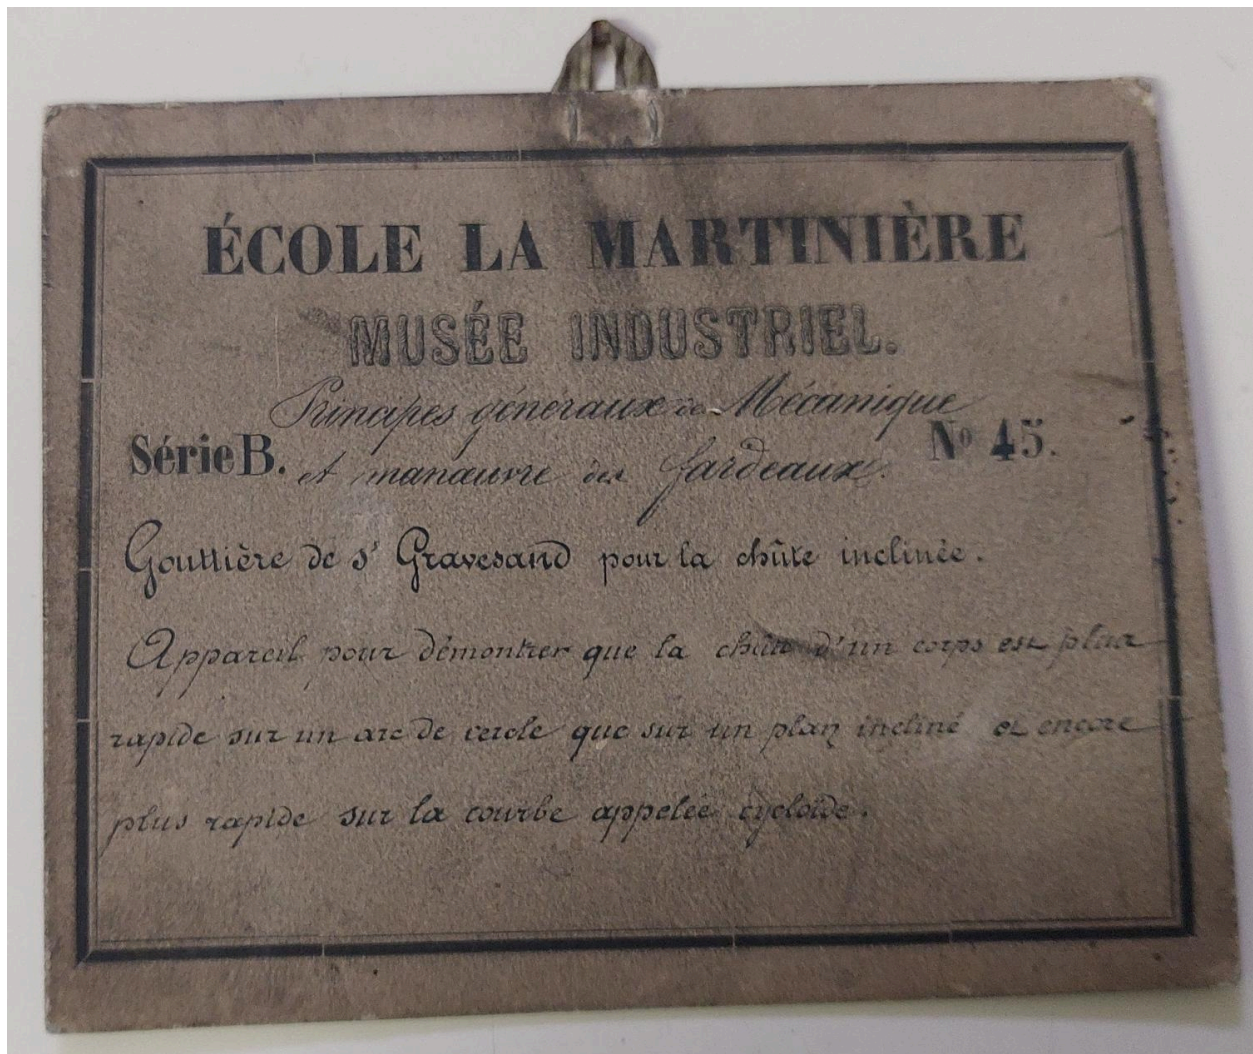 ÉCOLE LA MARTINIÈRE
MUSÉE INDUSTRIEL.
Principes généraux de Mécanique
Série B. et manœuvre des fardeaux. Nº 45.
Gouttière de s' Gravesand pour la chûte inclinée.
Appareil pour démontrer que la chûte d'un corps est plus
rapide sur un arc de cercle que sur un plan incliné et encore
plus rapide sur la courbe appelée cycloïde.